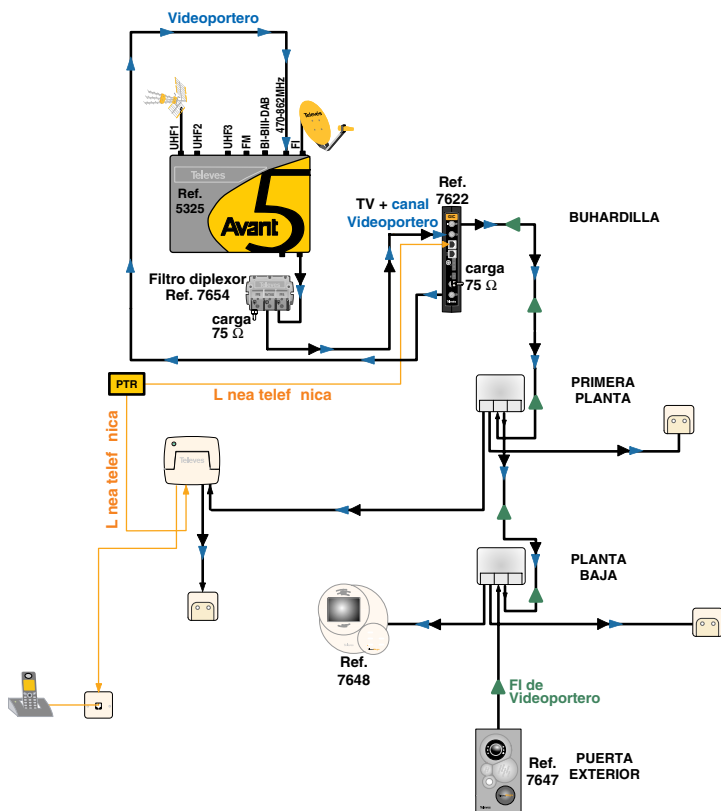 Videoportero
UHF1
UHF2
UHF3
FM
BI-BIII-DAB
470-862MHz
FI
Televes
Televes
Ref.
5325
Avant
5
Ref.
7622
TV + canal
Videoportero
BUHARDILLA
carga
75 Ω
Filtro diplexor
Ref. 7654
carga
75 Ω
PTR
L nea telef nica
L nea telef nica
PRIMERA
PLANTA
Televes
PLANTA
BAJA
Ref.
7648
FI de
Videoportero
Ref.
7647
PUERTA
EXTERIOR